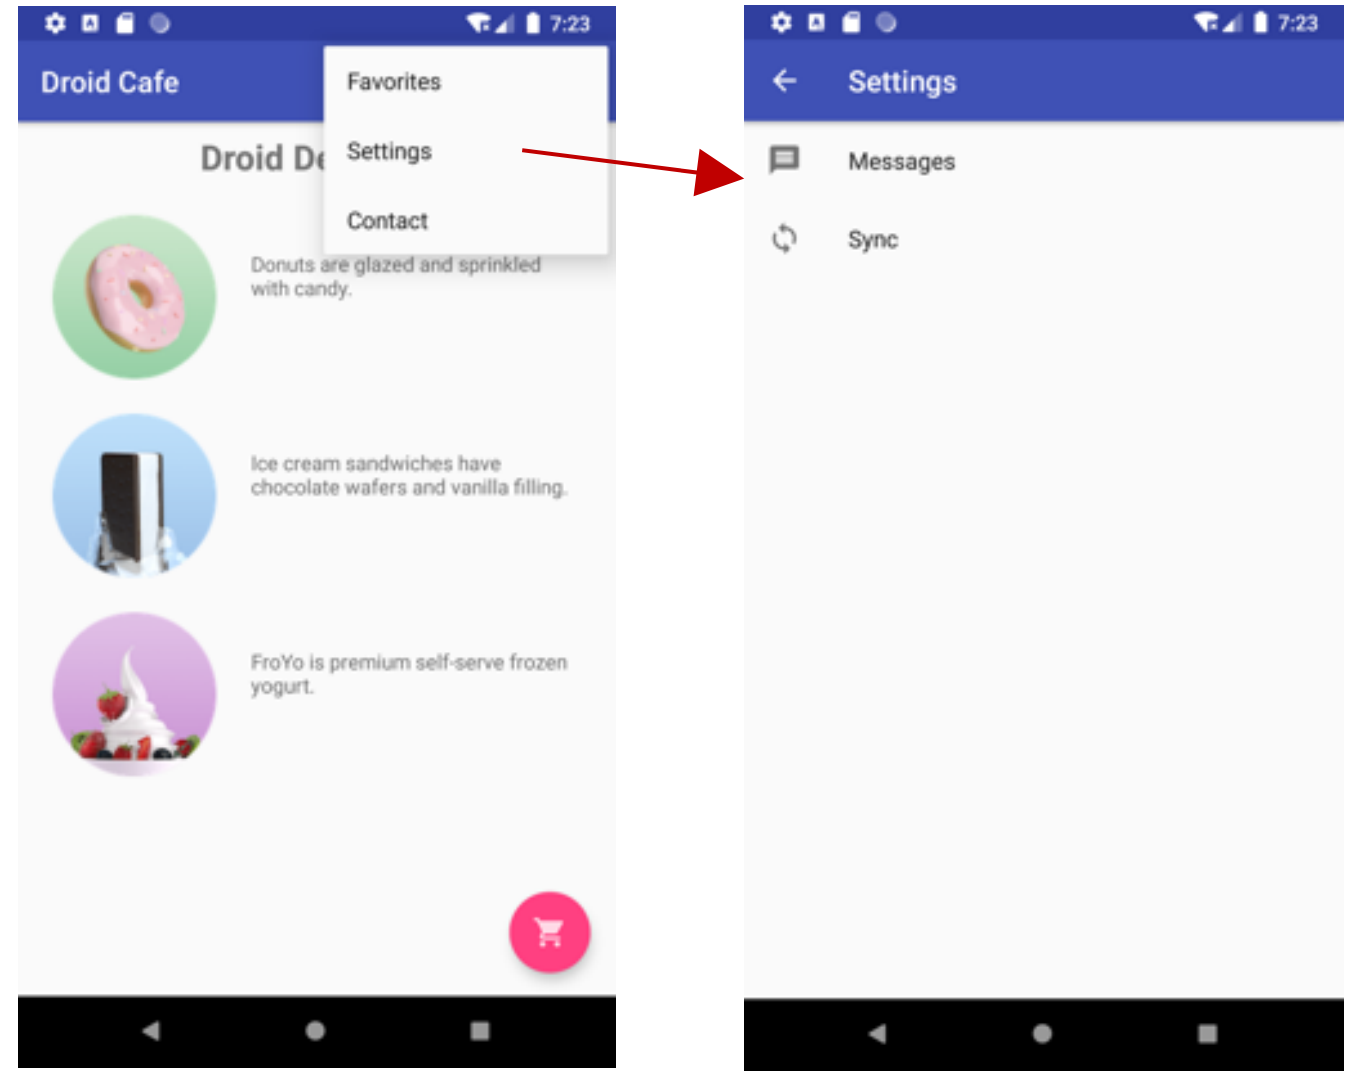 7:23
Droid Cafe
Favorites
Droid De
Settings
Contact
Donuts are glazed and sprinkled
with candy.
Ice cream sandwiches have
chocolate wafers and vanilla filling.
FroYo is premium self-serve frozen
yogurt.
7:23
Settings
Messages
Sync